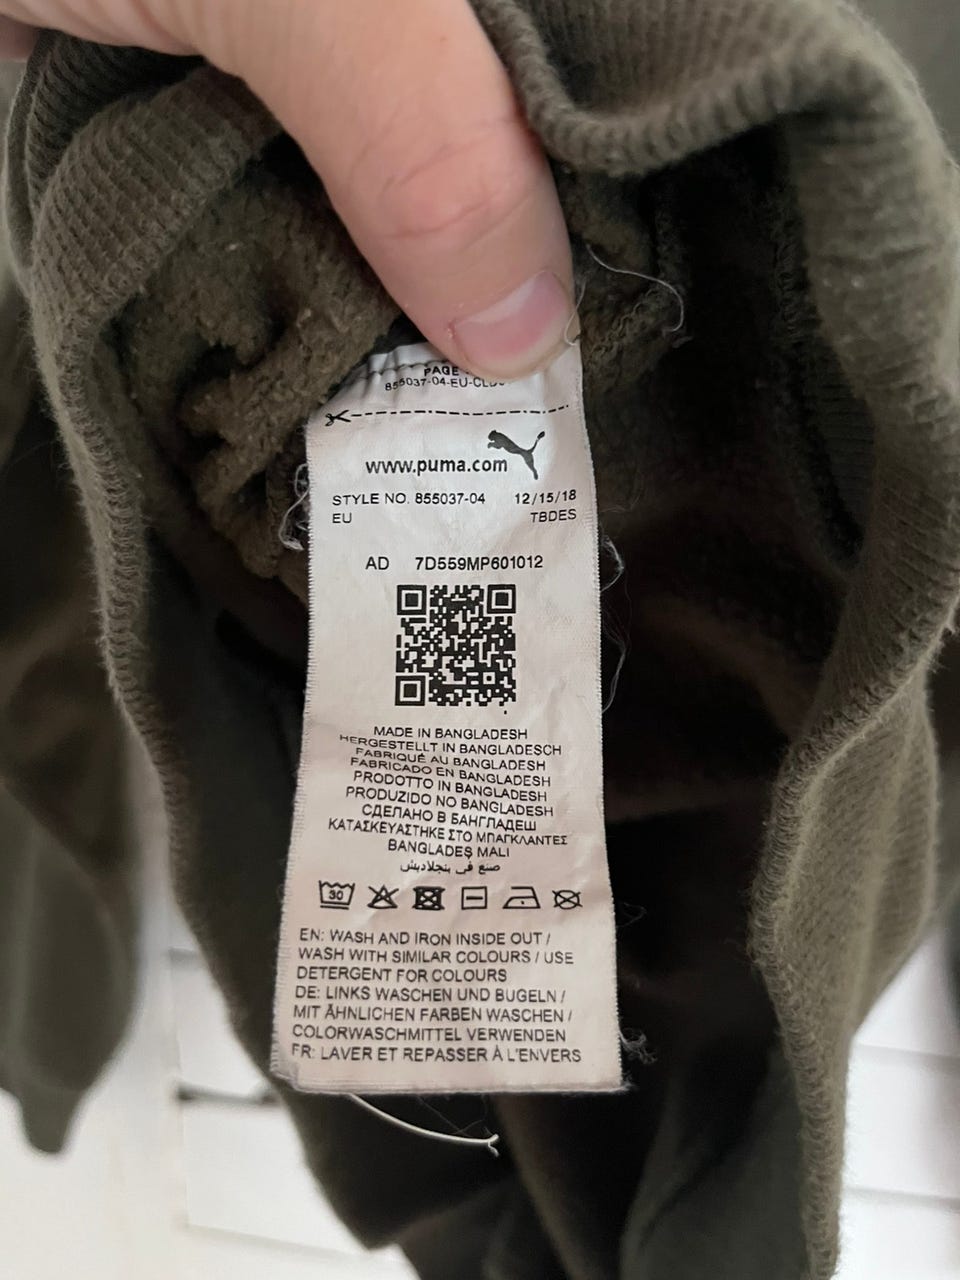 PAGE
855037-04-EU-CLD
www.puma.com
STYLE NO. 855037-04 12/15/18
EU TBDES
AD 7D559MP601012
MADE IN BANGLADESH
HERGESTELLT IN BANGLADESCH
FABRIQUÉ AU BANGLADESH
FABRICADO EN BANGLADESH
PRODOTTO IN BANGLADESH
PRODUZIDO NO BANGLADESH
СДЕЛАНО В БАНГЛАДЕШ
ΚΑΤΑΣΚΕΥΑΣΤΗΚΕ ΣΤΟ ΜΠΑΓΚΛΑΝΤΕΣ
BANGLADEŞ MALI
صنع في بنجلاديش
30
EN: WASH AND IRON INSIDE OUT /
WASH WITH SIMILAR COLOURS / USE
DETERGENT FOR COLOURS
DE: LINKS WASCHEN UND BUGELN /
MIT ÄHNLICHEN FARBEN WASCHEN /
COLORWASCHMITTEL VERWENDEN
FR: LAVER ET REPASSER À L'ENVERS